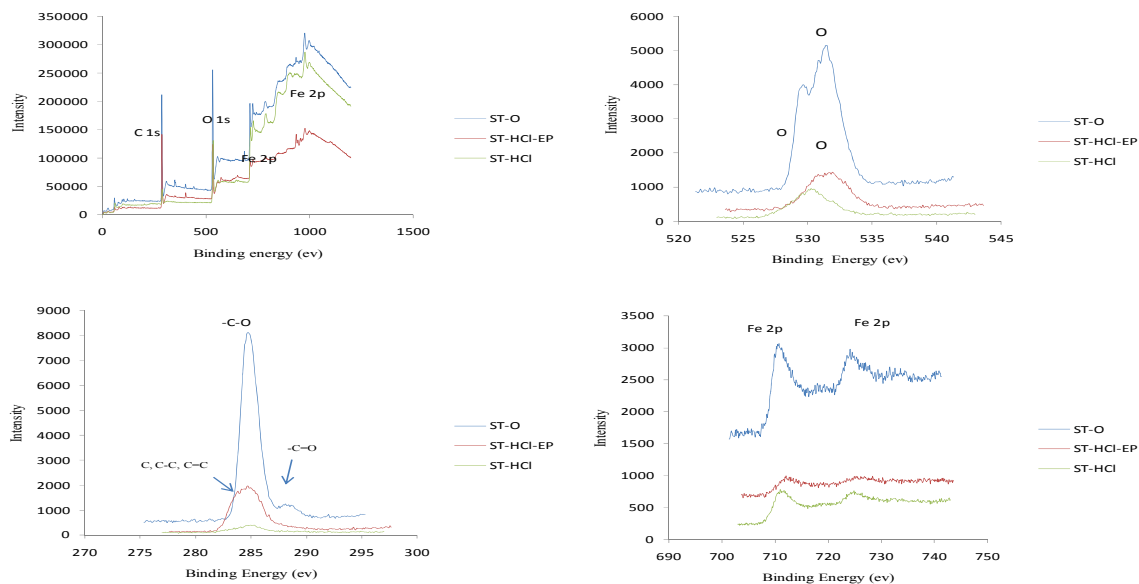 350000
300000
250000
200000
150000
100000
50000
0
0
500
1000
1500
Intensity
Binding energy (ev)
C 1s
O 1s
Fe 2p
Fe 2p
ST-O
ST-HCl-EP
ST-HCl
6000
5000
4000
3000
2000
1000
0
520
525
530
535
540
545
Intensity
Binding Energy (ev)
O
O
O
ST-O
ST-HCl-EP
ST-HCl
9000
8000
7000
6000
5000
4000
3000
2000
1000
0
270
280
285
290
295
300
Intensity
Binding Energy (ev)
-C-O
C, C-C, C=C
-C=O
ST-O
ST-HCl-EP
ST-HCl
3500
3000
2500
2000
1500
1000
500
0
690
700
710
720
730
740
750
Intensity
Binding Energy (ev)
Fe 2p
Fe 2p
ST-O
ST-HCl-EP
ST-HCl